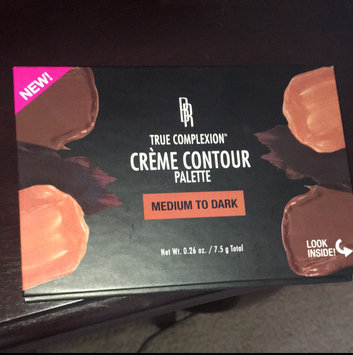 NEW!
BR
TRUE COMPLEXION™
CRÈME CONTOUR
PALETTE
MEDIUM TO DARK
Net Wt. 0.26 oz. / 7.5 g Total
LOOK
INSIDE!